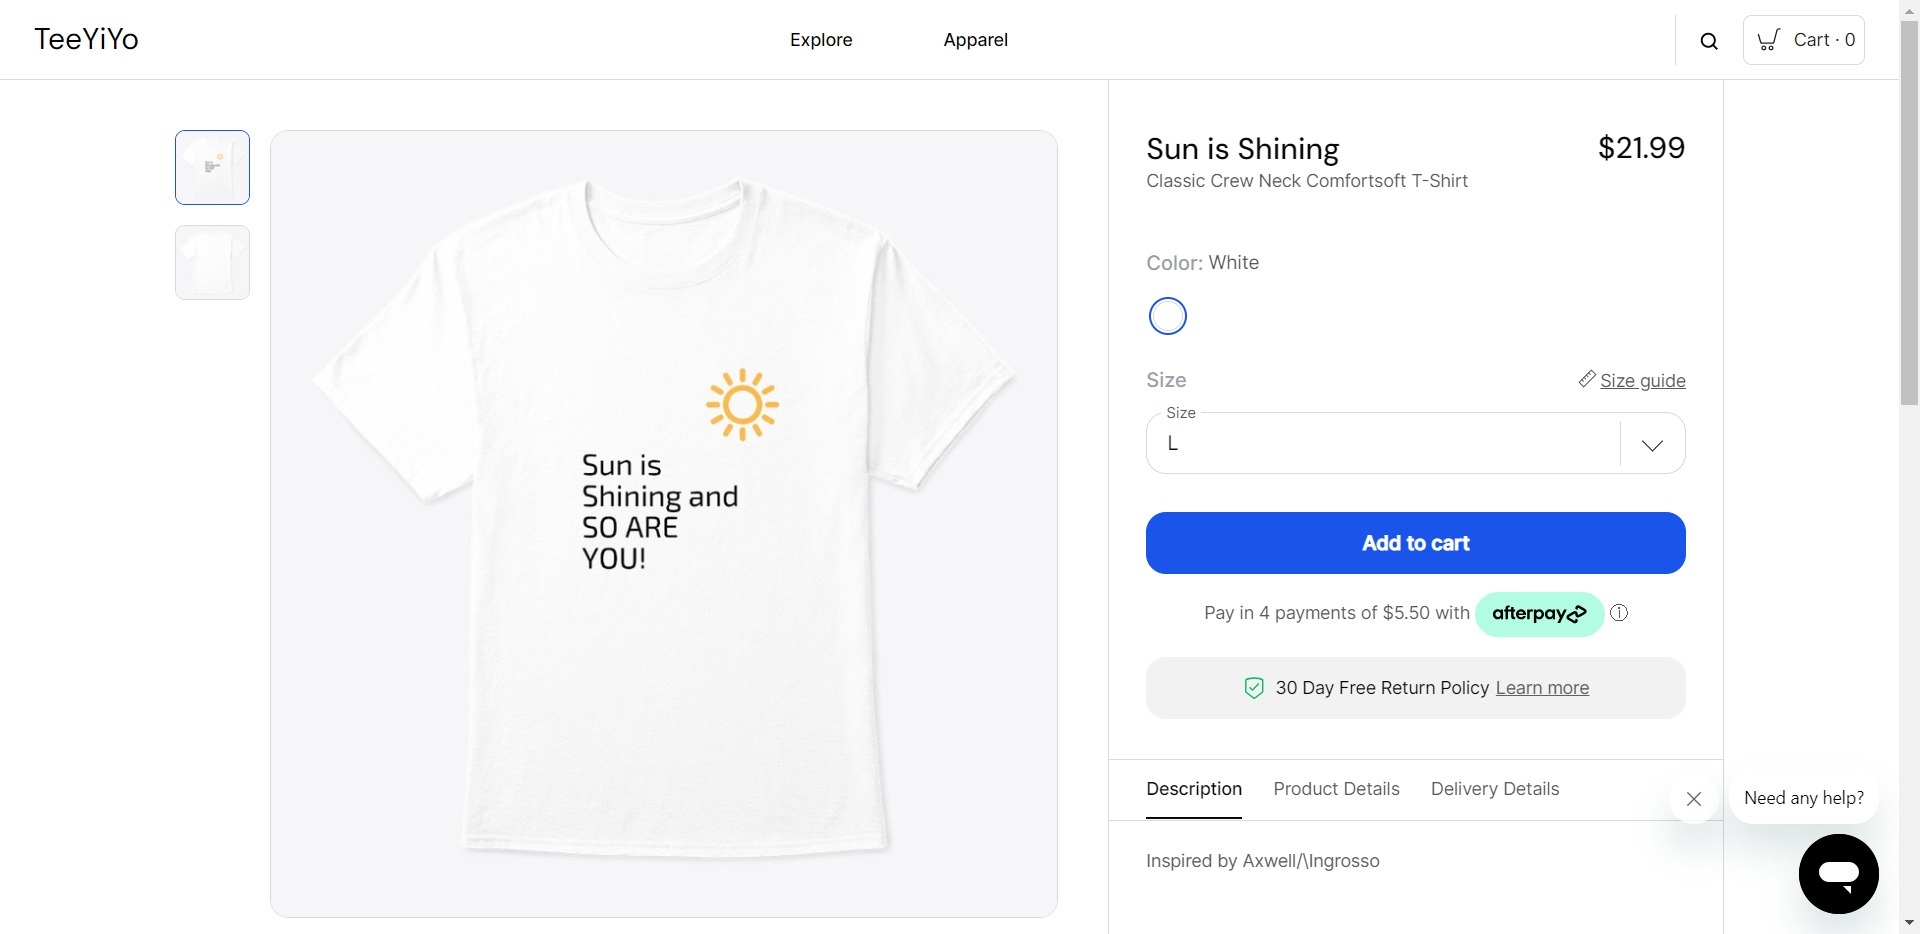 TeeYiYo
Explore
Apparel
Cart · 0
Sun is
Shining and
SO ARE
YOU!
Sun is Shining
$21.99
Classic Crew Neck Comfortsoft T-Shirt
Color: White
Size
Size guide
Size
L
Add to cart
Pay in 4 payments of $5.50 with afterpay
30 Day Free Return Policy Learn more
Description
Product Details
Delivery Details
Need any help?
Inspired by Axwell/\Ingrosso